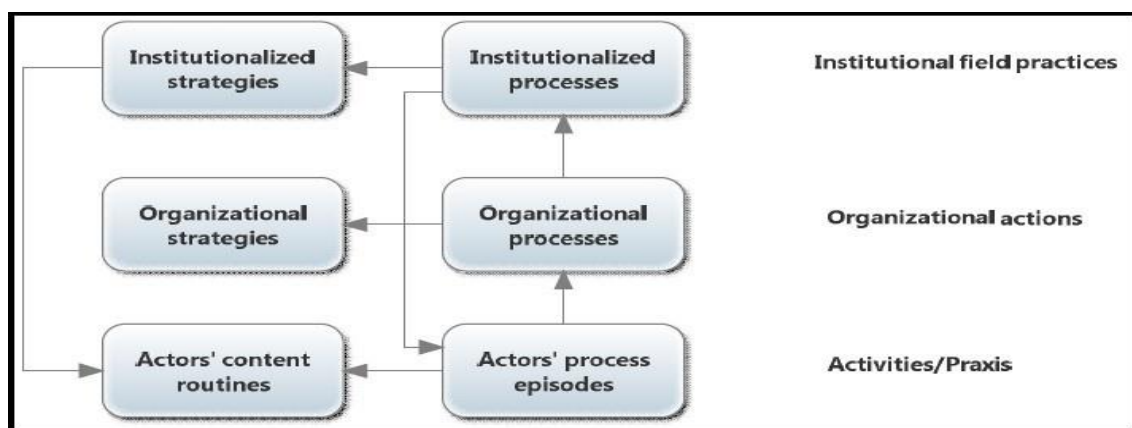 Institutionalized
strategies
Institutionalized
processes
Institutional field practices
Organizational
strategies
Organizational
processes
Organizational actions
Actors' content
routines
Actors' process
episodes
Activities/Praxis